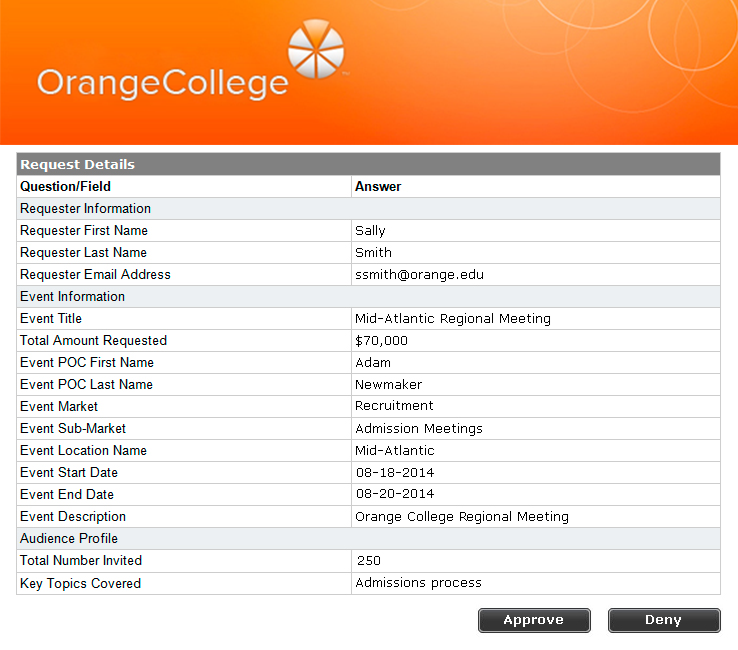 OrangeCollege
Request Details
Question/Field Answer
Requester Information
Requester First Name Sally
Requester Last Name Smith
Requester Email Address ssmith@orange.edu
Event Information
Event Title Mid-Atlantic Regional Meeting
Total Amount Requested $70,000
Event POC First Name Adam
Event POC Last Name Newmaker
Event Market Recruitment
Event Sub-Market Admission Meetings
Event Location Name Mid-Atlantic
Event Start Date 08-18-2014
Event End Date 08-20-2014
Event Description Orange College Regional Meeting
Audience Profile
Total Number Invited 250
Key Topics Covered Admissions process
Approve Deny